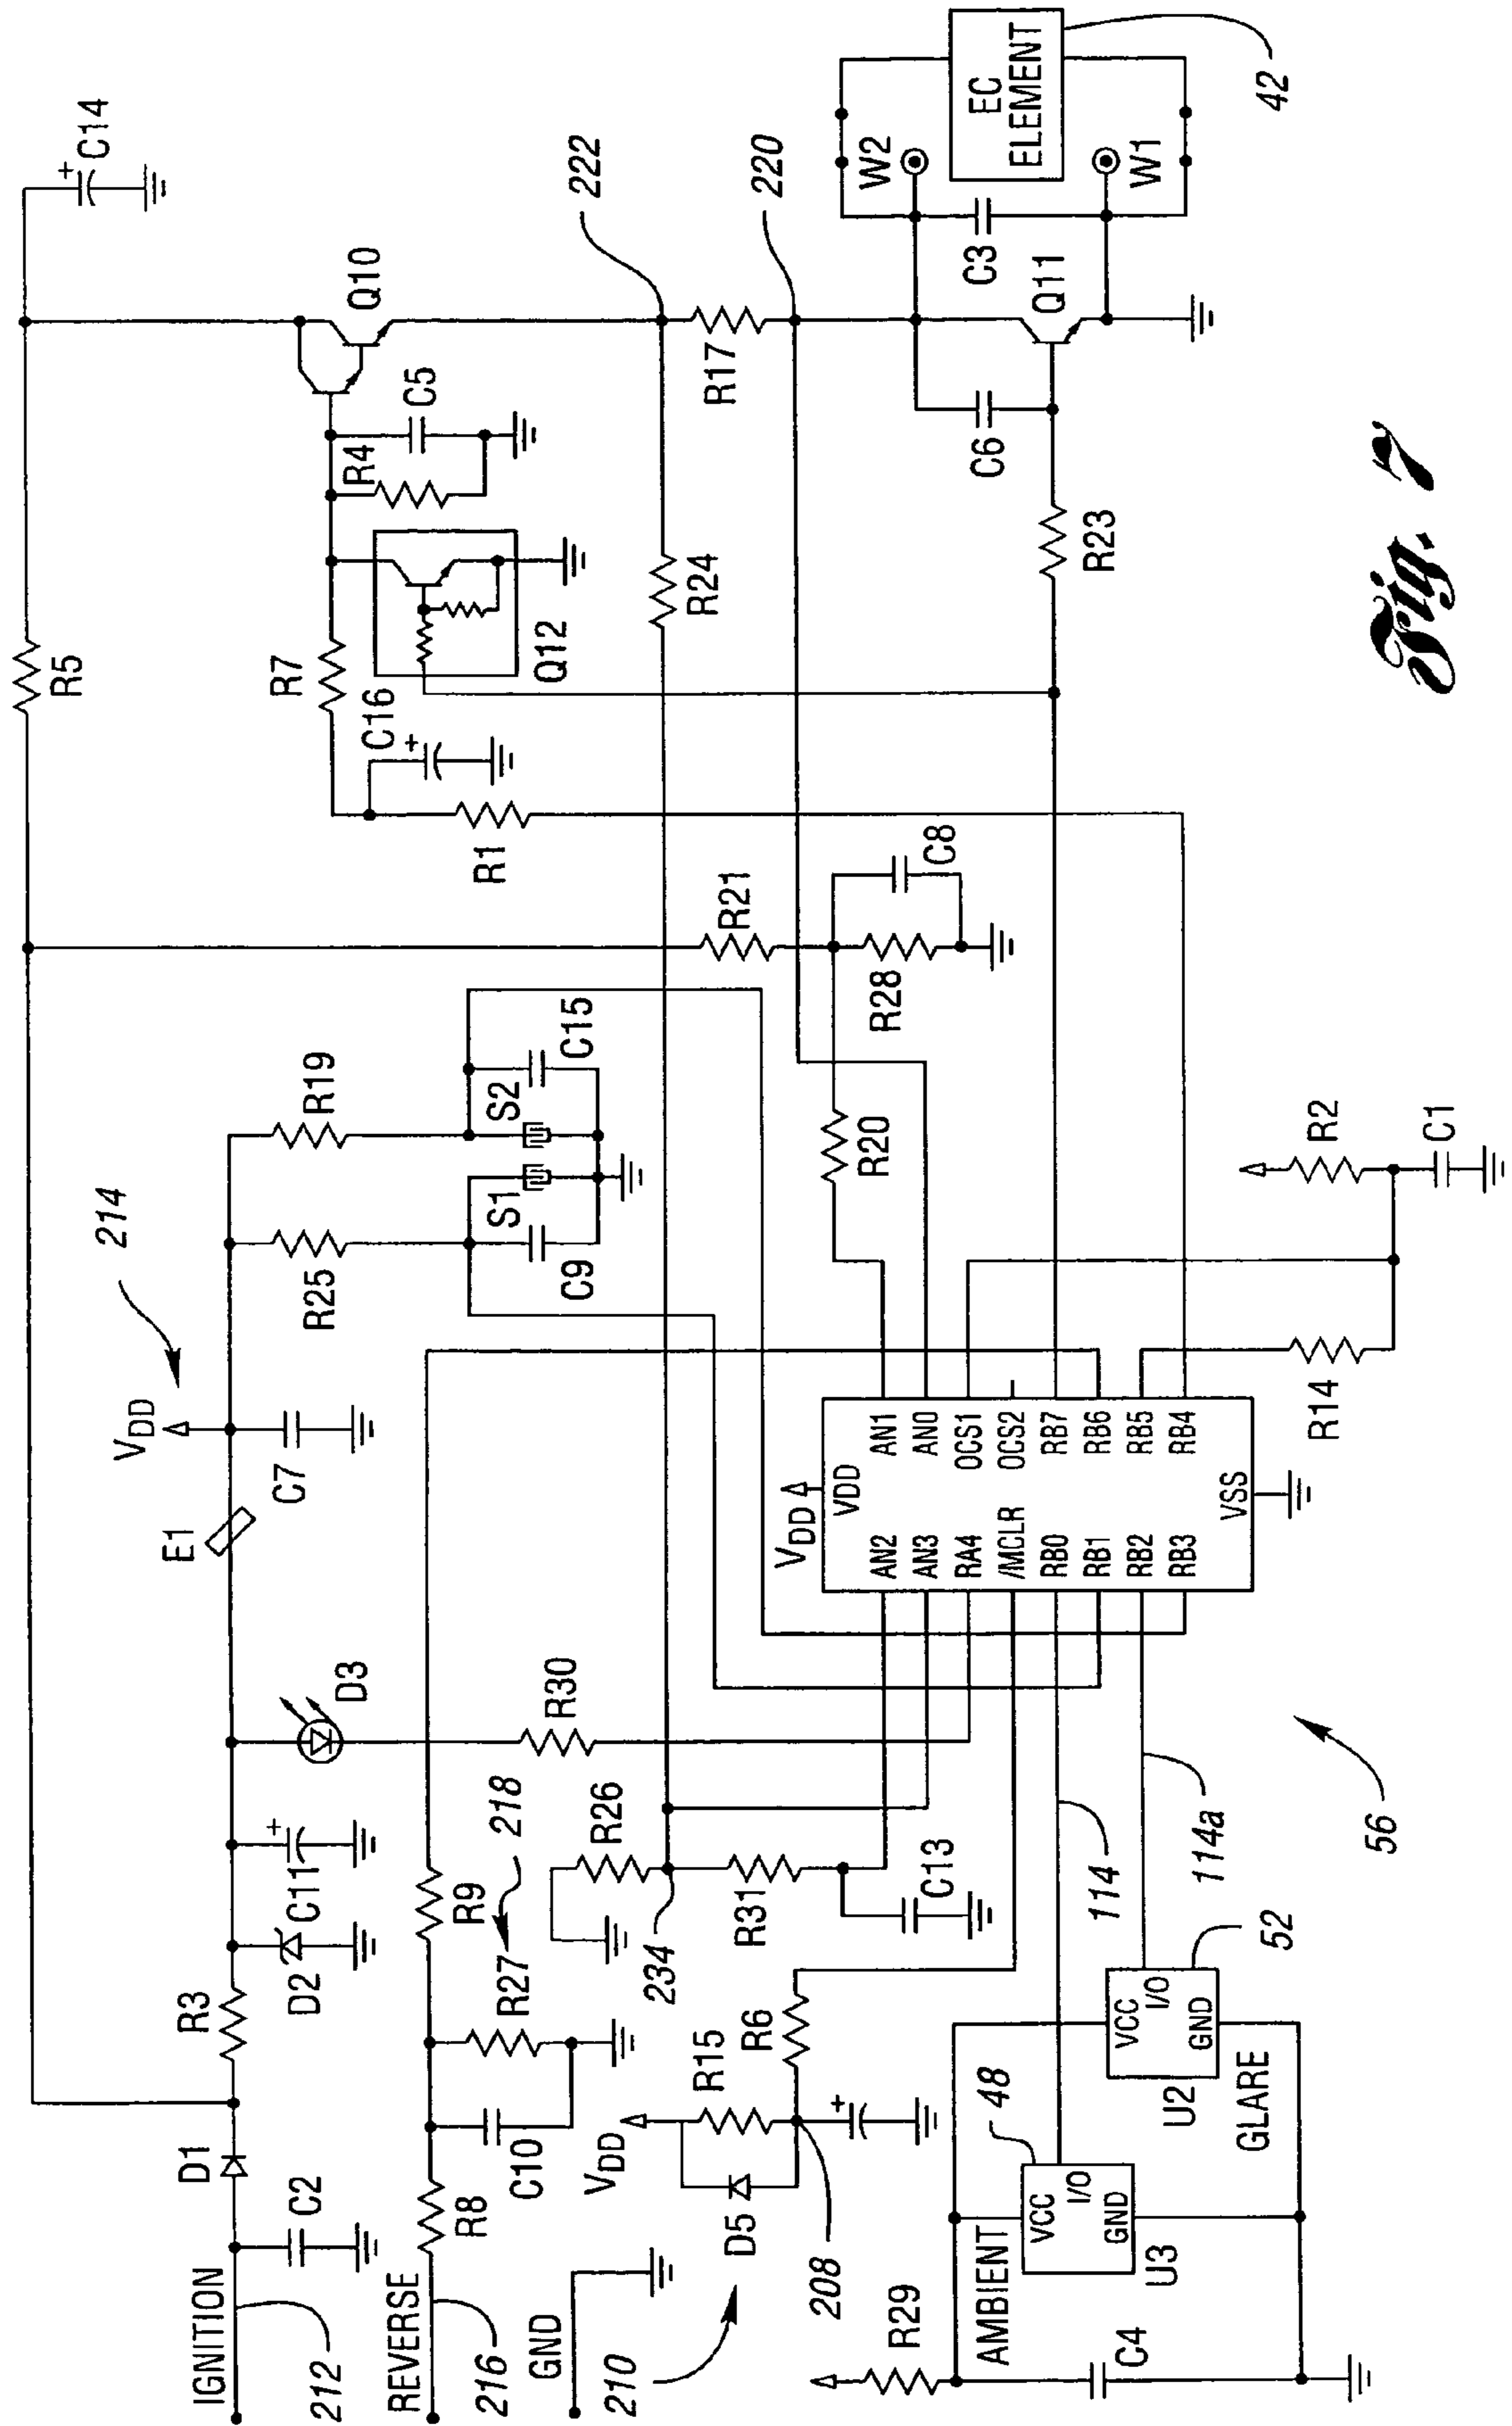 IGNITION
212
C2
D1
R3
D2
C11
D3
E1
VDD
C7
214
R25
R19
R5
C14
REVERSE
216
R8
C10
R27
R9
218
R30
S1
S2
C9
C15
R1
C16
R7
Q12
R4
C5
Q10
GND
210
VDD
D5
R15
R6
208
234
R26
R31
C13
R21
R28
C8
R20
R24
222
R17
220
R29
AMBIENT
C4
48
VCC
I/O
GND
U3
VCC
I/O
GND
U2
GLARE
52
114
114a
56
VDD
VDD
AN2
AN3
RA4
/MCLR
RB0
RB1
RB2
RB3
VSS
AN1
AN0
OCS1
OCS2
RB7
RB6
RB5
RB4
R14
R2
C1
R23
C6
Q11
C3
W2
W1
EC
ELEMENT
42
Fig. 7